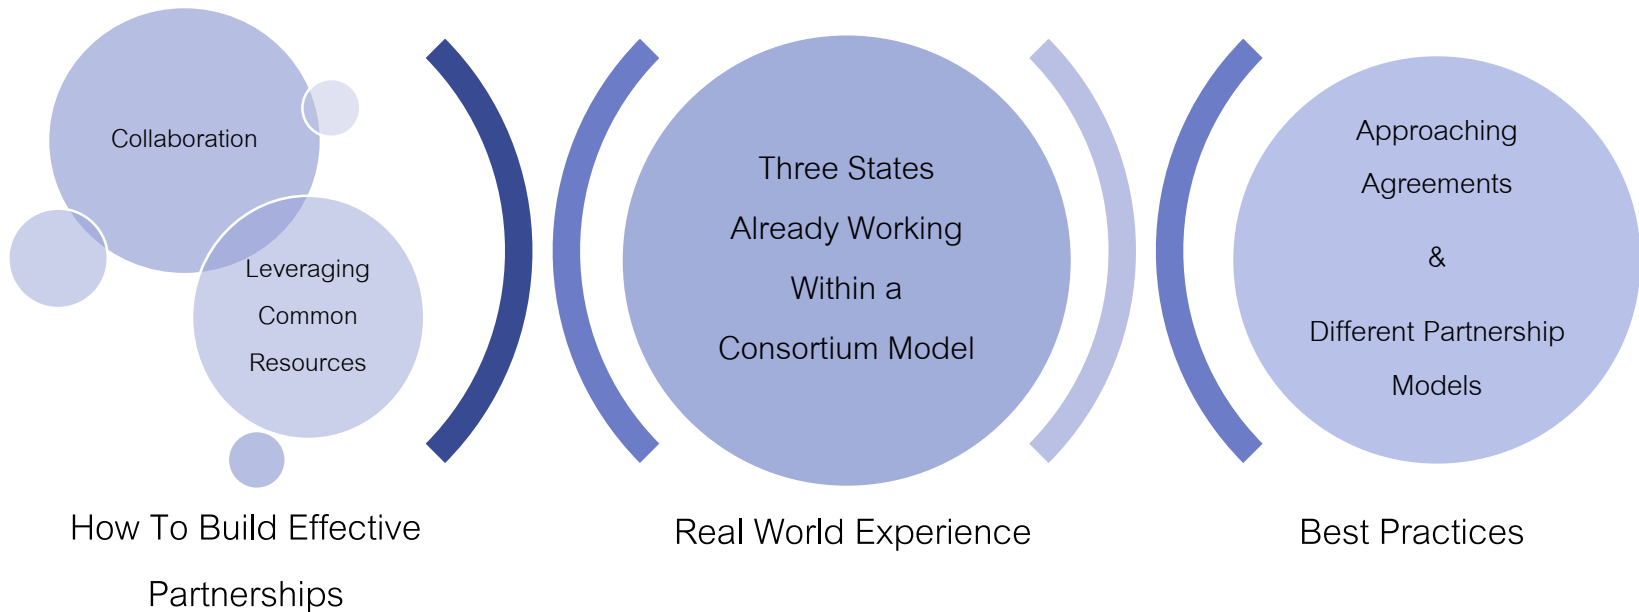 Collaboration
Leveraging
Common
Resources
How To Build Effective
Partnerships
Three States
Already Working
Within a
Consortium Model
Real World Experience
Approaching
Agreements
&
Different Partnership
Models
Best Practices